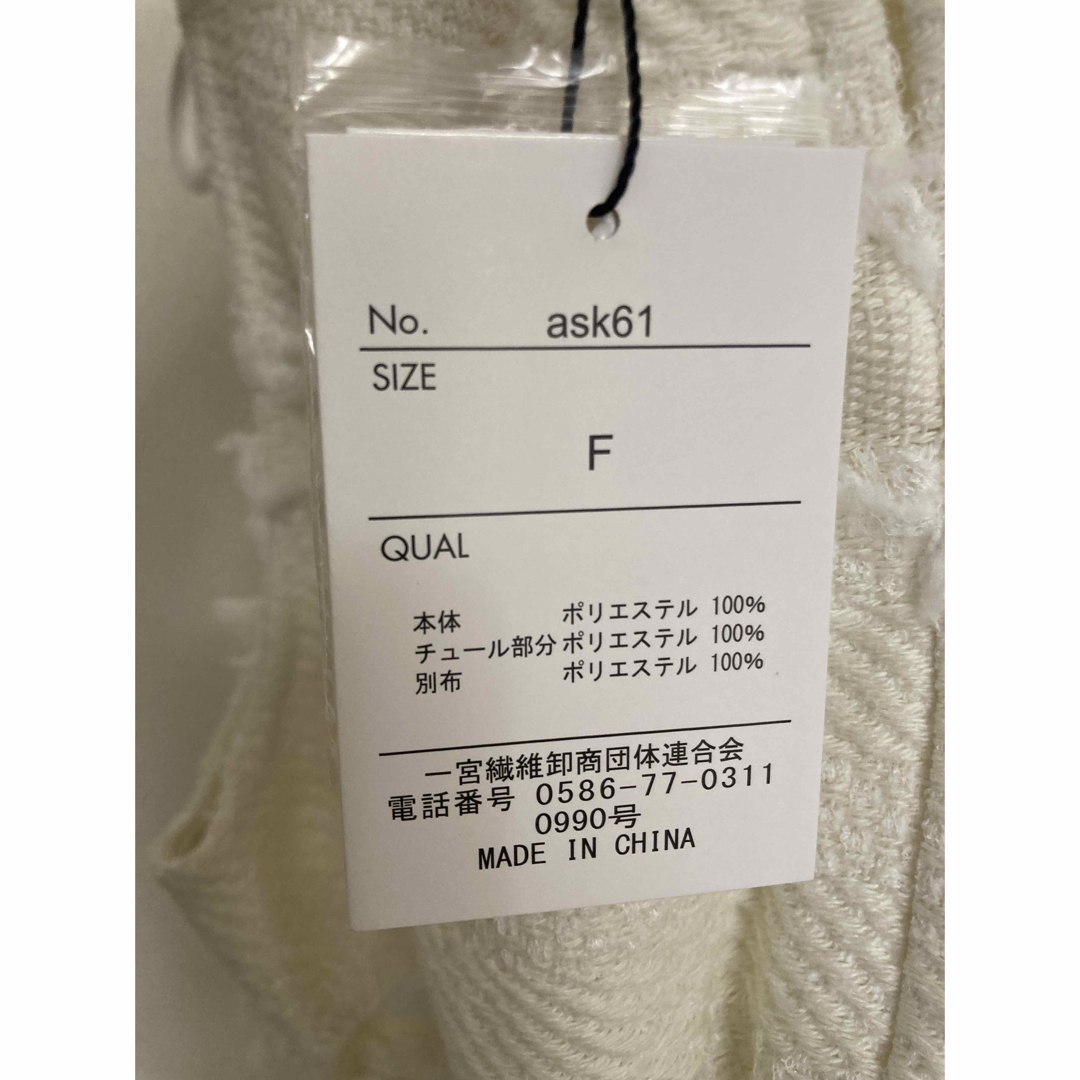 No. ask61
SIZE
F
QUAL
本体 ポリエステル 100%
チュール部分 ポリエステル 100%
別布 ポリエステル 100%
一宮繊維卸商団体連合会
電話番号 0586-77-0311
0990号
MADE IN CHINA